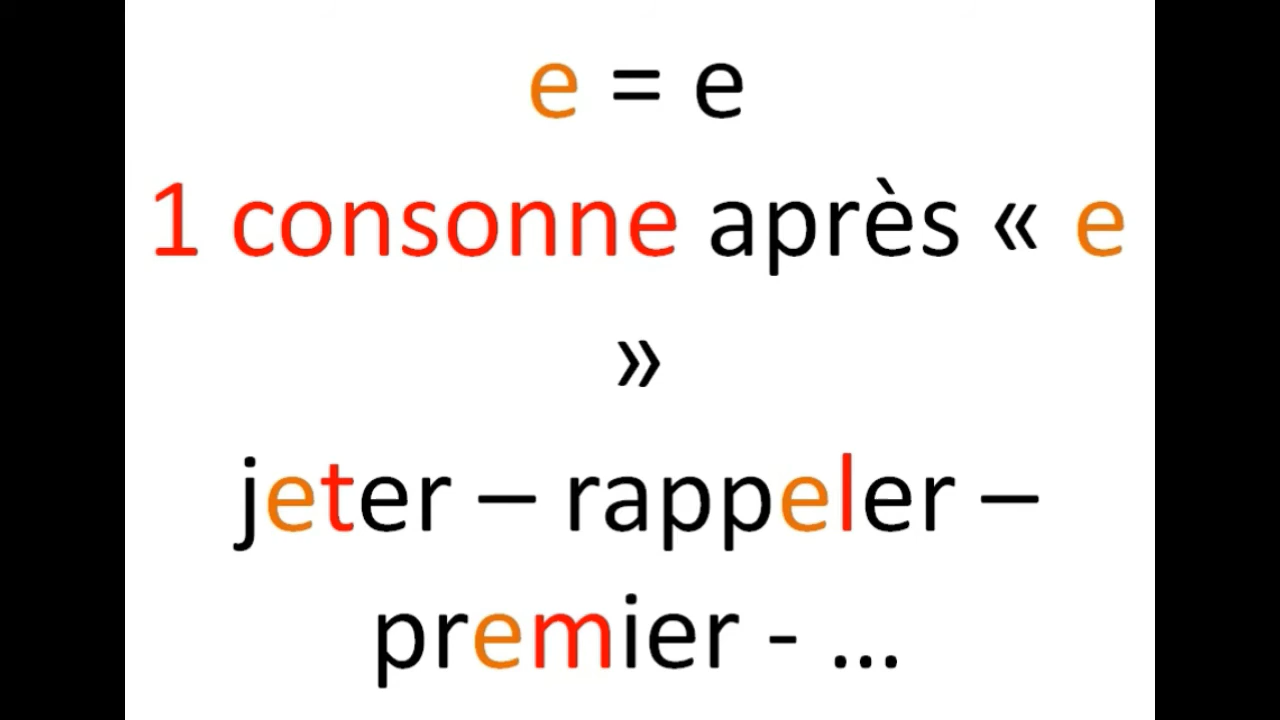 e = e
1 consonne après « e
»
jeter – rappeler –
premier - ...